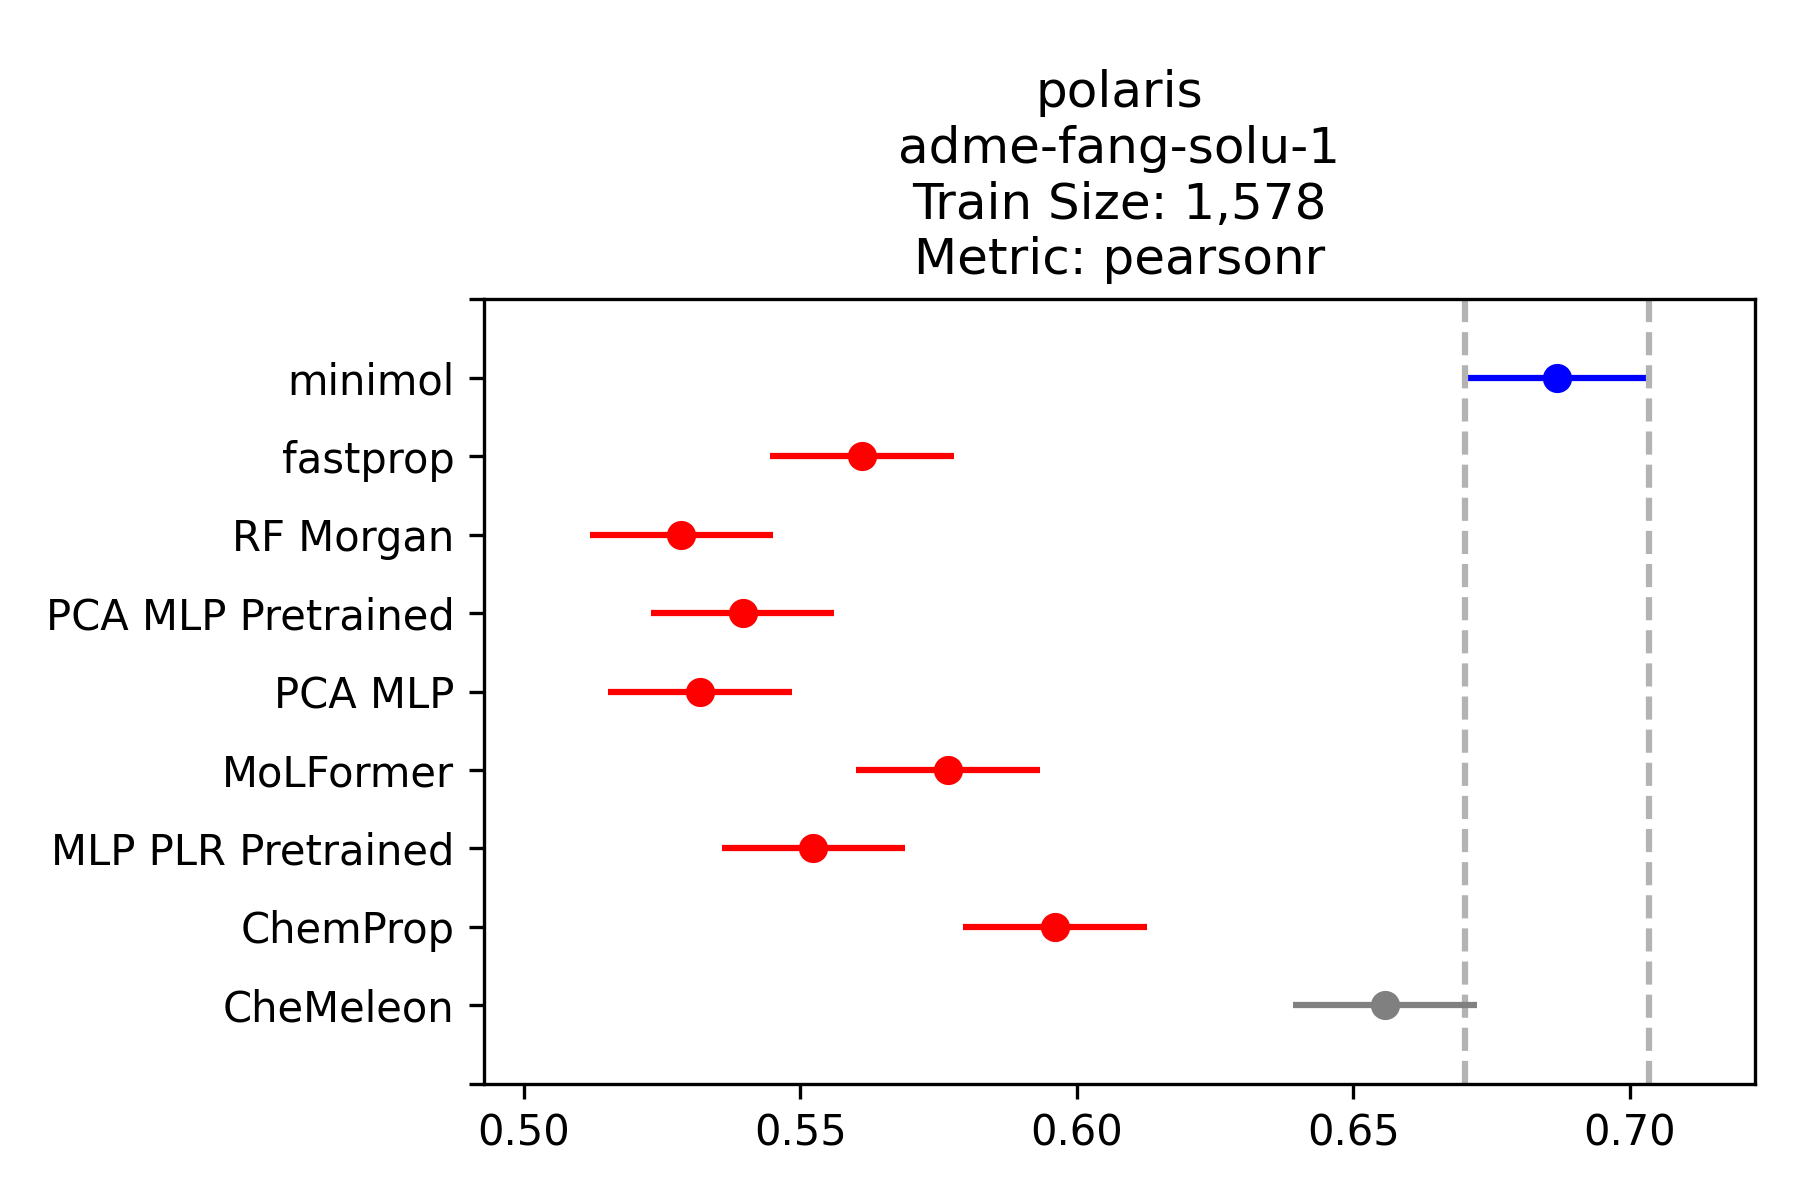 polaris
adme-fang-solu-1
Train Size: 1,578
Metric: pearsonr
minimol
fastprop
RF Morgan
PCA MLP Pretrained
PCA MLP
MoLFormer
MLP PLR Pretrained
ChemProp
CheMeleon
0.50 0.55 0.60 0.65 0.70